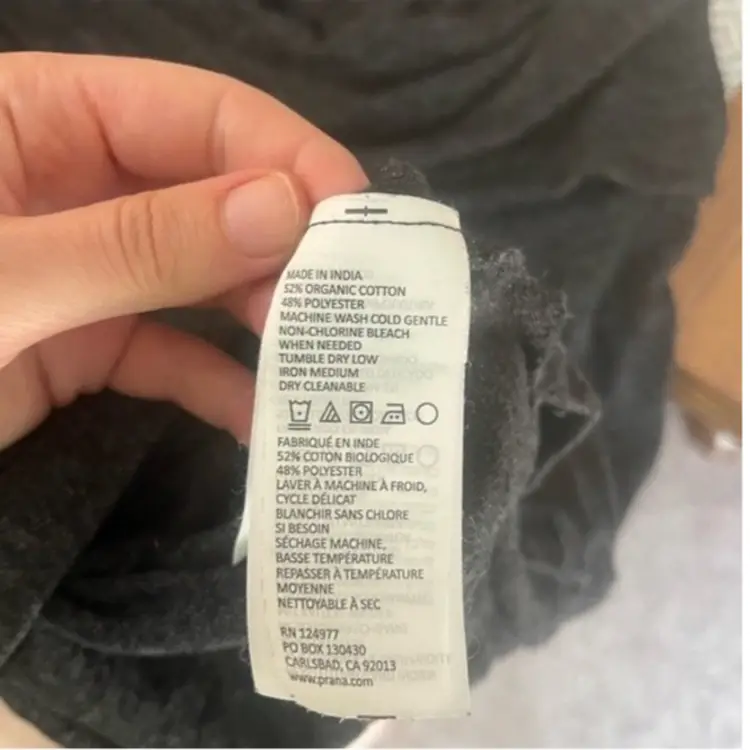 MADE IN INDIA
52% ORGANIC COTTON
48% POLYESTER
MACHINE WASH COLD GENTLE
NON-CHLORINE BLEACH
WHEN NEEDED
TUMBLE DRY LOW
IRON MEDIUM
DRY CLEANABLE
FABRIQUÉ EN INDE
52% COTON BIOLOGIQUE
48% POLYESTER
LAVER À MACHINE À FROID,
CYCLE DÉLICAT
BLANCHIR SANS CHLORE
SI BESOIN
SÉCHAGE MACHINE,
BASSE TEMPÉRATURE
REPASSER À TEMPÉRATURE
MOYENNE
NETTOYABLE À SEC
RN 124977
PO BOX 130430
CARLSBAD, CA 92013
www.prana.com